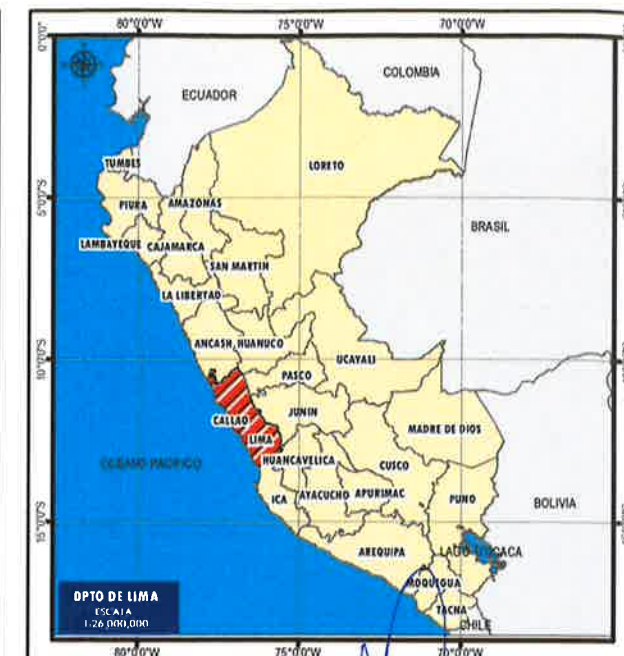 80°0'0"W 75°0'0"W 70°0'0"W
COLOMBIA
ECUADOR
TUMBES
LORETO
PIURA
AMAZONAS
5°0'0"S
BRASIL
LAMBAYEQUE
CAJAMARCA
SAN MARTIN
LA LIBERTAD
ANCASH
HUANUCO
UCAYALI
10°0'0"S
PASCO
CALLAO
JUNIN
LIMA
MADRE DE DIOS
OCEANO PACIFICO
HUANCAVELICA
CUSCO
ICA
AYACUCHO
APURIMAC
PUNO
BOLIVIA
15°0'0"S
AREQUIPA
LAGO TITICACA
MOQUEGUA
DPTO DE LIMA
ESCALA
1:26,000,000
TACNA
CHILE
80°0'0"W 75°0'0"W 70°0'0"W